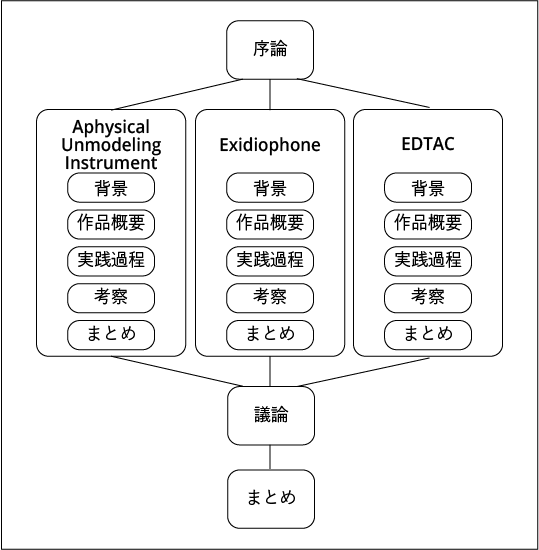 序論
Aphysical
Unmodeling
Instrument
背景
作品概要
実践過程
考察
まとめ
Exidiophone
背景
作品概要
実践過程
考察
まとめ
EDTAC
背景
作品概要
実践過程
考察
まとめ
議論
まとめ